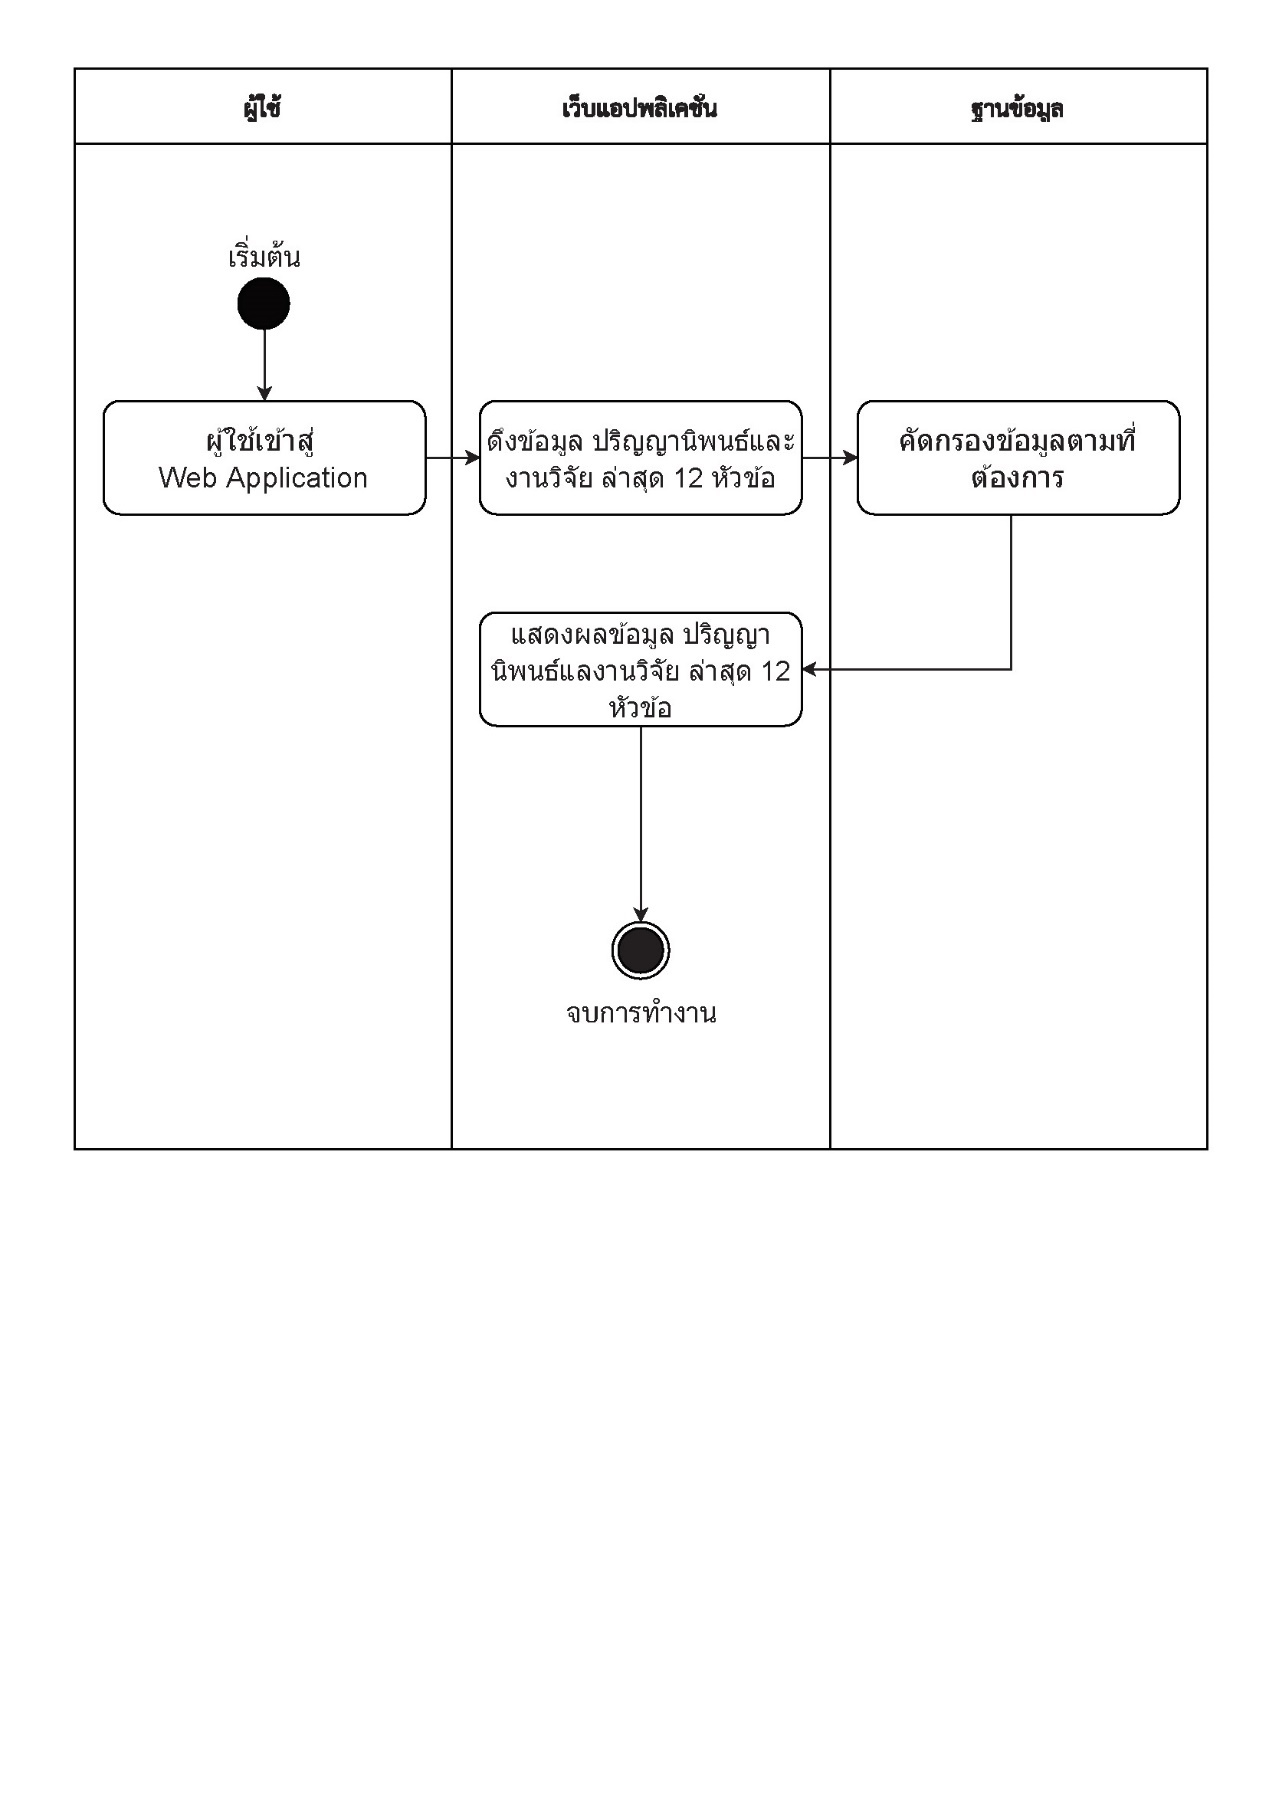 ผู้ใช้
เว็บแอปพลิเคชั่น
ฐานข้อมูล
เริ่มต้น
ผู้ใช้เข้าสู่
Web Application
ดึงข้อมูล ปริญญานิพนธ์และ
งานวิจัย ล่าสุด 12 หัวข้อ
คัดกรองข้อมูลตามที่
ต้องการ
แสดงผลข้อมูล ปริญญา
นิพนธ์แลงานวิจัย ล่าสุด 12
หัวข้อ
จบการทำงาน